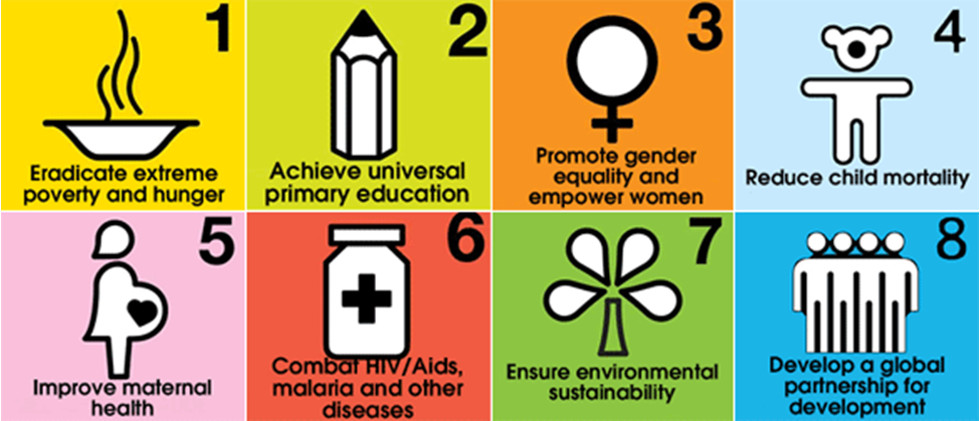 1
Eradicate extreme
poverty and hunger
2
Achieve universal
primary education
3
Promote gender
equality and
empower women
4
Reduce child mortality
5
Improve maternal
health
6
Combat HIV/Aids,
malaria and other
diseases
7
Ensure environmental
sustainability
8
Develop a global
partnership for
development